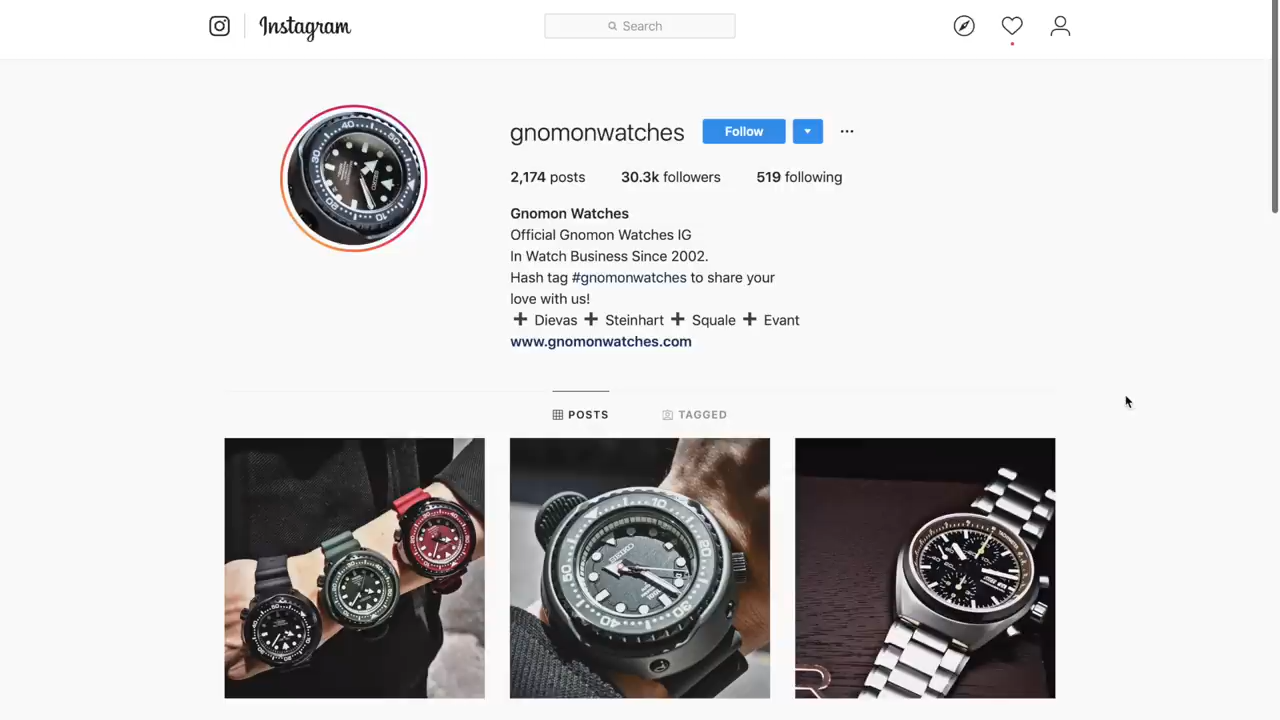 Instagram
Search
gnomonwatches Follow
2,174 posts 30.3k followers 519 following
Gnomon Watches
Official Gnomon Watches IG
In Watch Business Since 2002.
Hash tag #gnomonwatches to share your
love with us!
➕ Dievas ➕ Steinhart ➕ Squale ➕ Evant
www.gnomonwatches.com
POSTS TAGGED